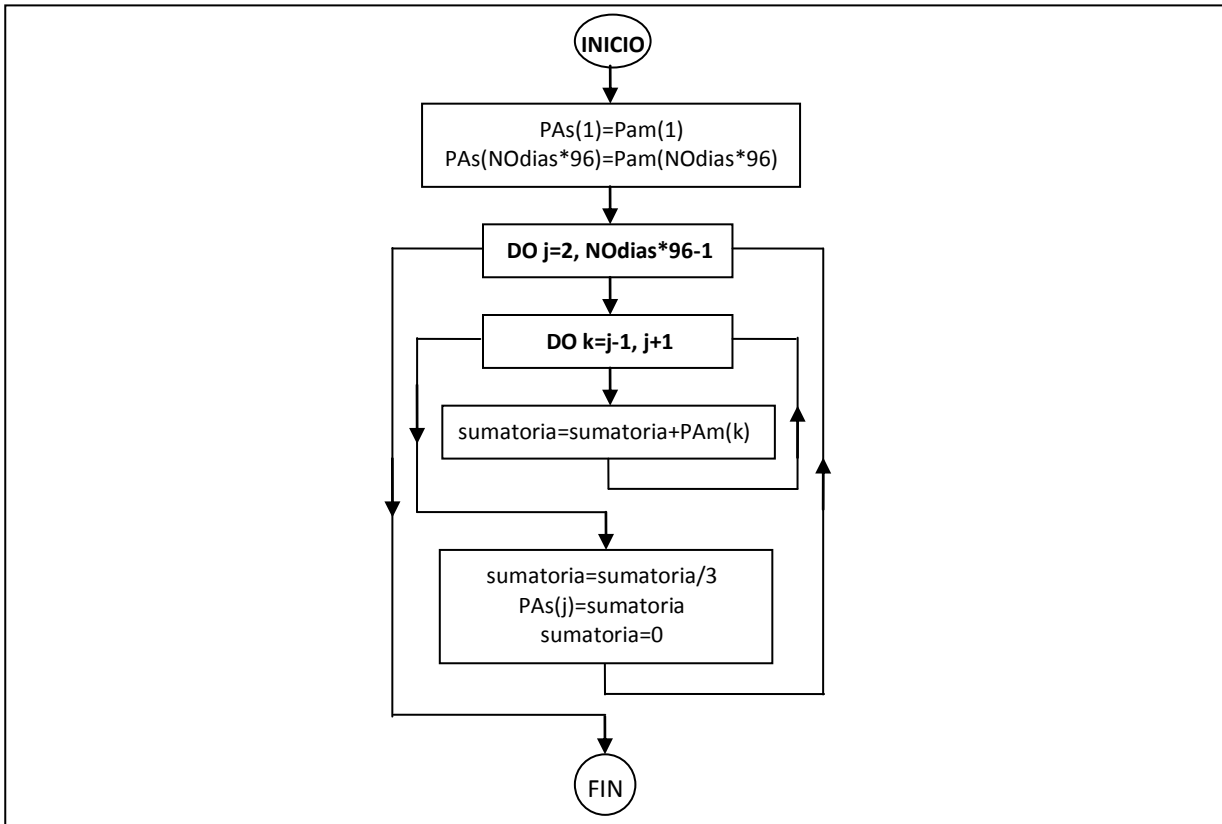 INICIO
PAs(1)=Pam(1)
PAs(NOdias*96)=Pam(NOdias*96)
DO j=2, NOdias*96-1
DO k=j-1, j+1
sumatoria=sumatoria+PAm(k)
sumatoria=sumatoria/3
PAs(j)=sumatoria
sumatoria=0
FIN